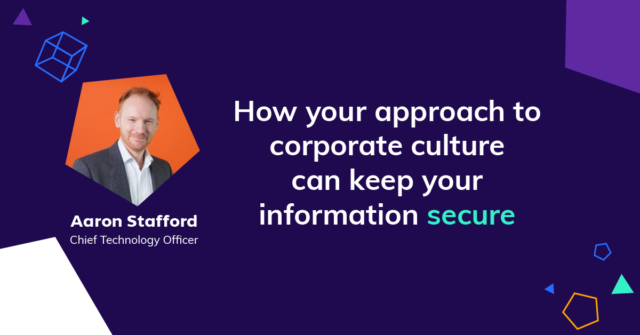 How your approach to
corporate culture
can keep your
information secure
Aaron Stafford
Chief Technology Officer